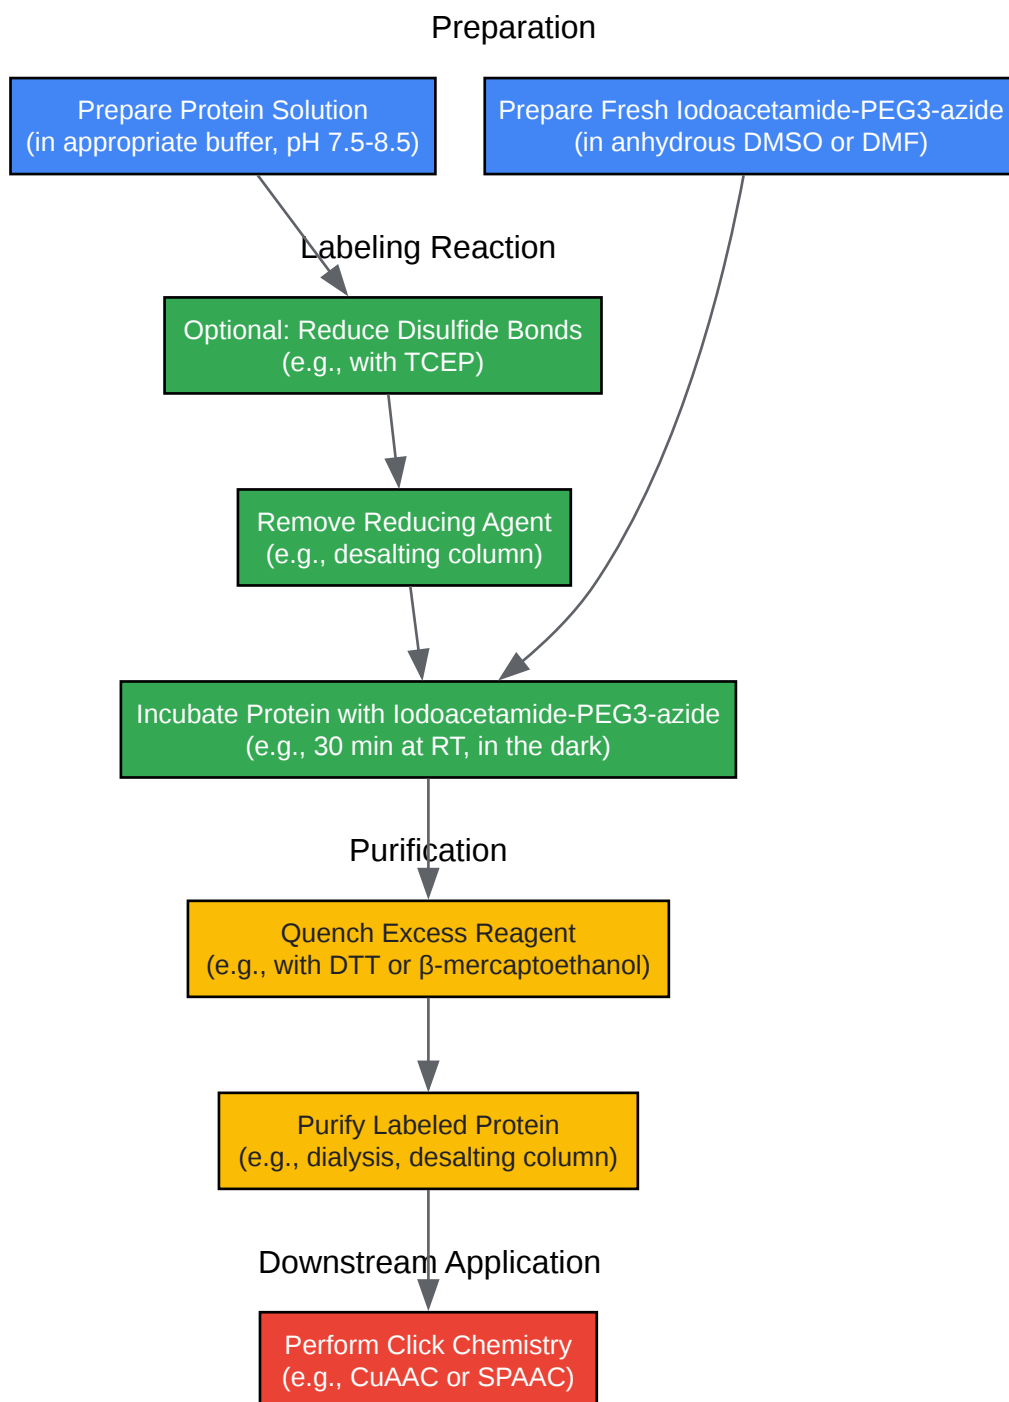 Preparation
Prepare Protein Solution
(in appropriate buffer, pH 7.5-8.5)
Prepare Fresh Iodoacetamide-PEG3-azide
(in anhydrous DMSO or DMF)
Labeling Reaction
Optional: Reduce Disulfide Bonds
(e.g., with TCEP)
Remove Reducing Agent
(e.g., desalting column)
Incubate Protein with Iodoacetamide-PEG3-azide
(e.g., 30 min at RT, in the dark)
Purification
Quench Excess Reagent
(e.g., with DTT or β-mercaptoethanol)
Purify Labeled Protein
(e.g., dialysis, desalting column)
Downstream Application
Perform Click Chemistry
(e.g., CuAAC or SPAAC)